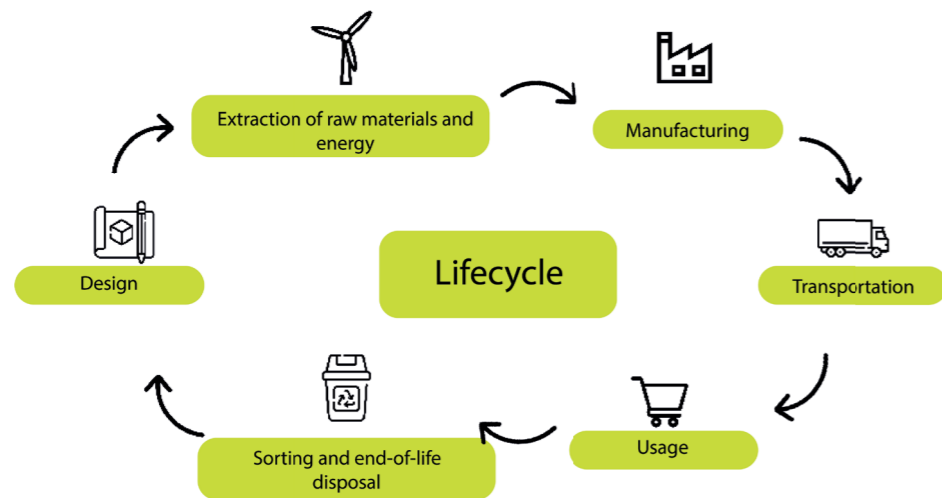 Extraction of raw materials and
energy
Manufacturing
Design
Lifecycle
Transportation
Usage
Sorting and end-of-life
disposal